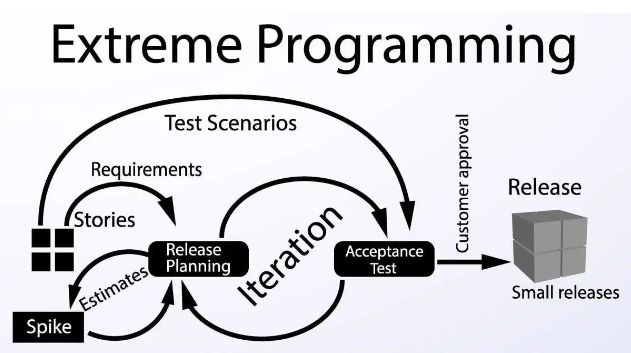 Extreme Programming
Test Scenarios
Requirements
Stories
Customer approval
Release
Release
Planning
Iteration
Acceptance
Test
Estimates
Spike
Small releases